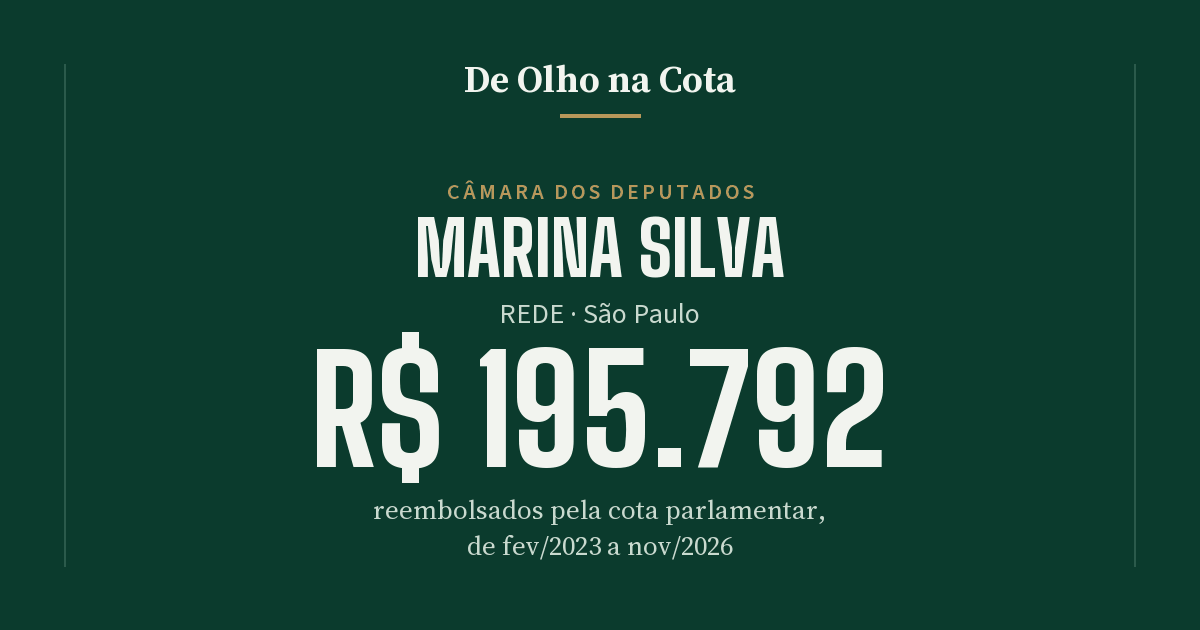 De Olho na Cota
CÂMARA DOS DEPUTADOS
MARINA SILVA
REDE · São Paulo
R$ 195.792
reembolsados pela cota parlamentar,
de fev/2023 a nov/2026